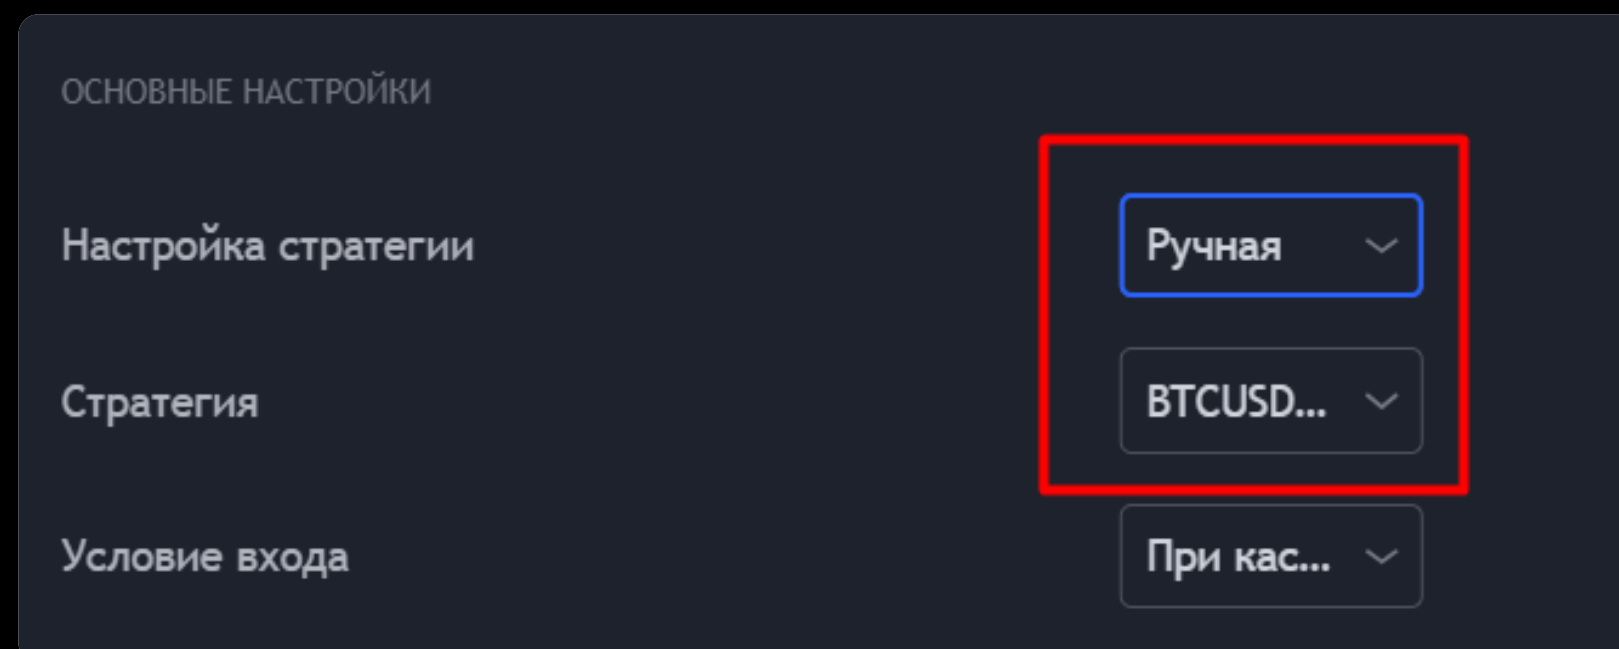 ОСНОВНЫЕ НАСТРОЙКИ
Настройка стратегии Ручная
Стратегия BTCUSD...
Условие входа При кас...